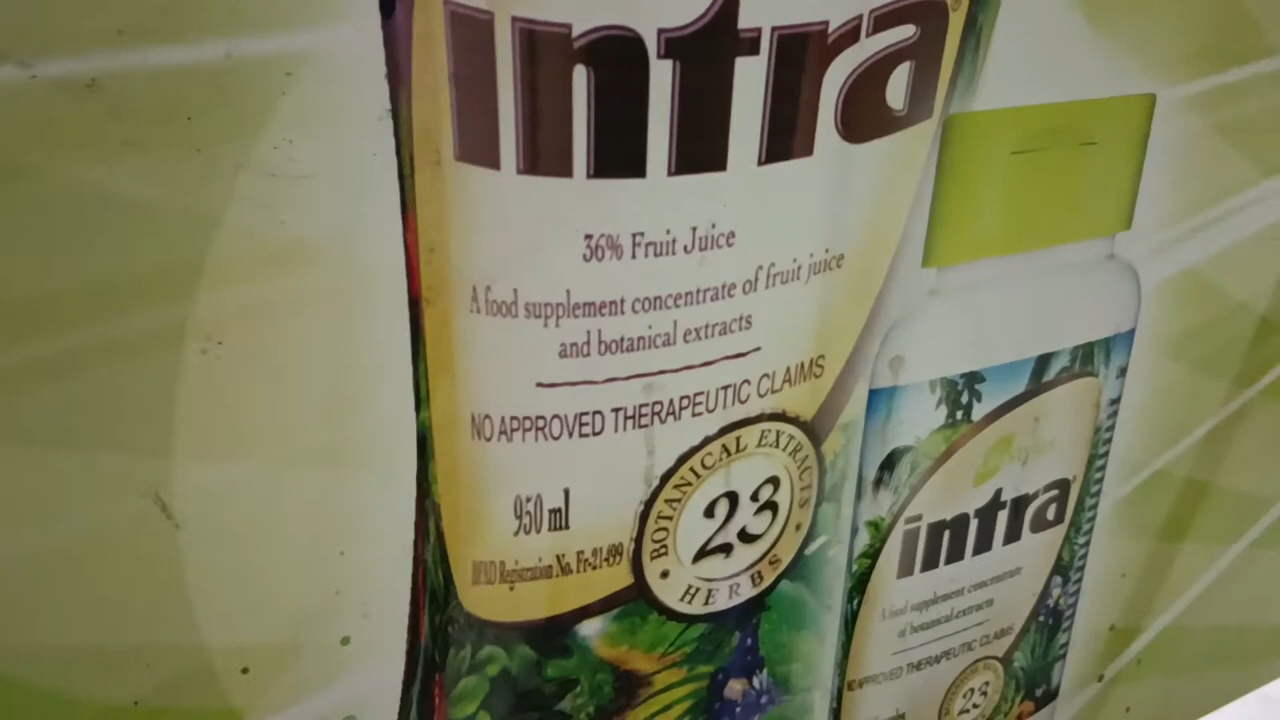 intra
36% Fruit Juice
A food supplement concentrate of fruit juice
and botanical extracts
NO APPROVED THERAPEUTIC CLAIMS
950 ml
BFAD Registration No. Fr-21499
BOTANICAL EXTRACTS
23
HERBS
intra
A food supplement concentrate
of botanical extracts
NO APPROVED THERAPEUTIC CLAIMS
23